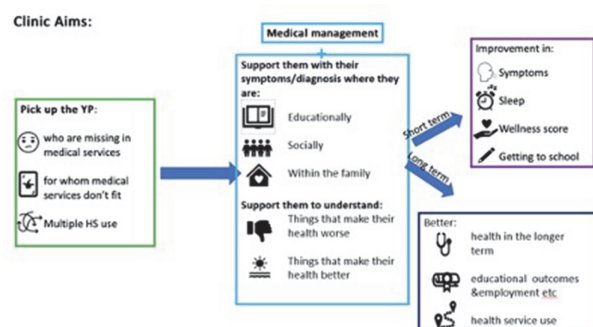 Clinic Aims:
Pick up the YP:
who are missing in
medical services
for whom medical
services don't fit
Multiple HS use
Medical management
+
Support them with their
symptoms/diagnosis where they
are:
Educationally
Socially
Within the family
Support them to understand:
Things that make their
health worse
Things that make their
health better
Short term
Long term
Improvement in:
Symptoms
Sleep
Wellness score
Getting to school
Better:
health in the longer
term
educational outcomes
&employment etc
health service use